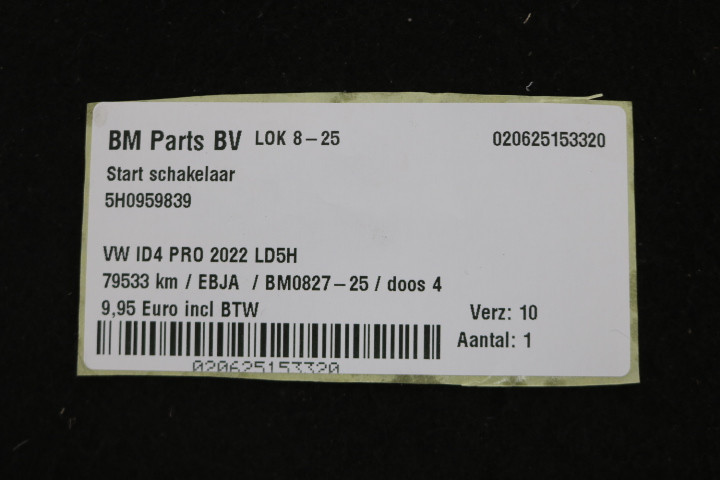 BM Parts BV LOK 8-25 020625153320
Start schakelaar
5H0959839
VW ID4 PRO 2022 LD5H
79533 km / EBJA / BM0827-25 / doos 4
9,95 Euro incl BTW Verz: 10
Aantal: 1
020625153320